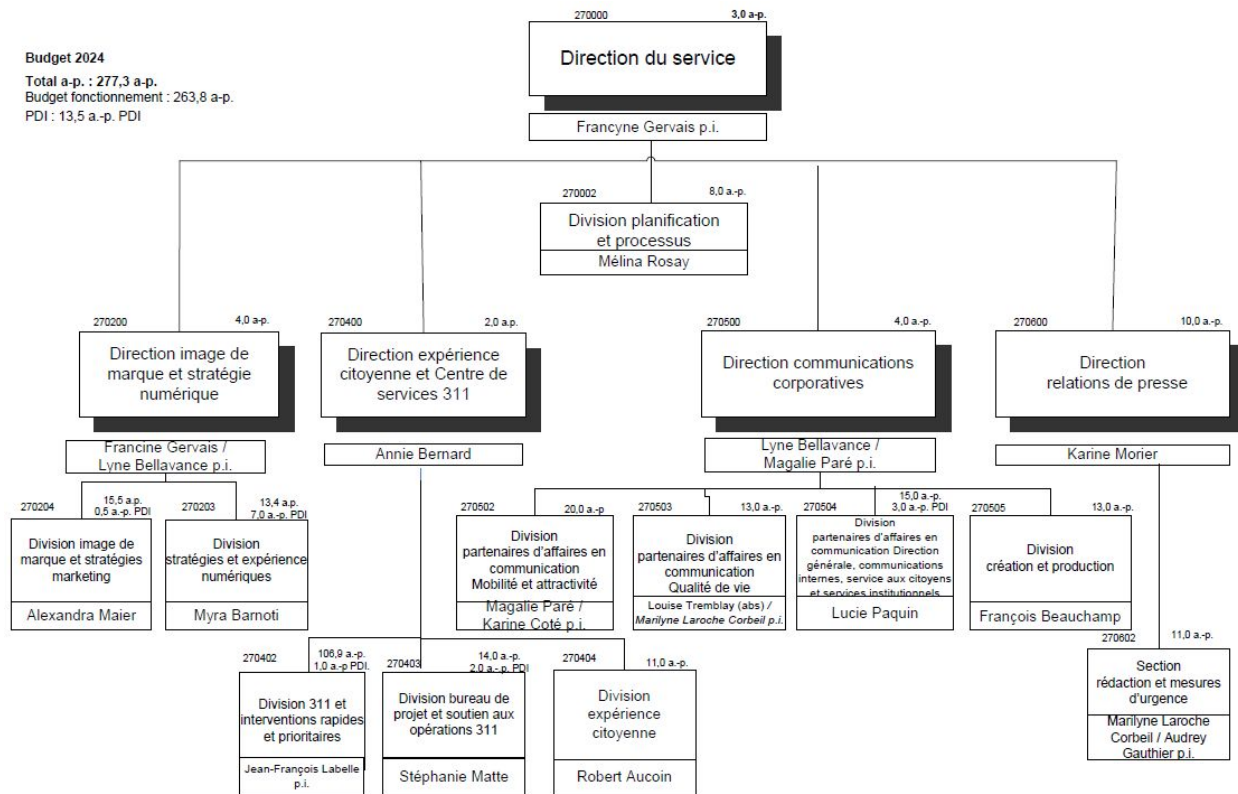 Budget 2024
Total a-p. : 277,3 a-p.
Budget fonctionnement : 263,8 a-p.
PDI : 13,5 a.-p. PDI
270000
3,0 a-p.
Direction du service
Francyne Gervais p.i.
270002
8,0 a.-p.
Division planification
et processus
Mélina Rosay
270200
4,0 a-p.
Direction image de
marque et stratégie
numérique
Francine Gervais /
Lyne Bellavance p.i.
270400
2,0 a.p.
Direction expérience
citoyenne et Centre de
services 311
Annie Bernard
270500
4,0 a.-p.
Direction communications
corporatives
Lyne Bellavance /
Magalie Paré p.i.
270600
10,0 a.-p.
Direction
relations de presse
Karine Morier
270204
15,5 a.p.
0,5 a.-p. PDI
Division image de
marque et stratégies
marketing
Alexandra Maier
270203
13,4 a.p.
7,0 a.-p. PDI
Division
stratégies et expérience
numériques
Myra Barnoti
270502
20,0 a.-p
Division
partenaires d'affaires en
communication
Mobilité et attractivité
Magalie Paré /
Karine Coté p.i.
270503
13,0 a.-p.
Division
partenaires d'affaires en
communication
Qualité de vie
Louise Tremblay (abs) /
Marilyne Laroche Corbeil p.i.
270504
15,0 a.-p.
3,0 a.-p. PDI
Division
partenaires d'affaires en
communication Direction
générale, communications
internes, service aux citoyens
et services institutionnels
Lucie Paquin
270505
13,0 a.-p.
Division
création et production
François Beauchamp
270402
106,9 a.-p.
1,0 a.-p PDI.
Division 311 et
interventions rapides
et prioritaires
Jean-François Labelle
p.i.
270403
14,0 a.-p.
2,0 a.-.p. PDI
Division bureau de
projet et soutien aux
opérations 311
Stéphanie Matte
270404
11,0 a.-p.
Division
expérience
citoyenne
Robert Aucoin
270602
11,0 a.-p.
Section
rédaction et mesures
d'urgence
Marilyne Laroche
Corbeil / Audrey
Gauthier p.i.